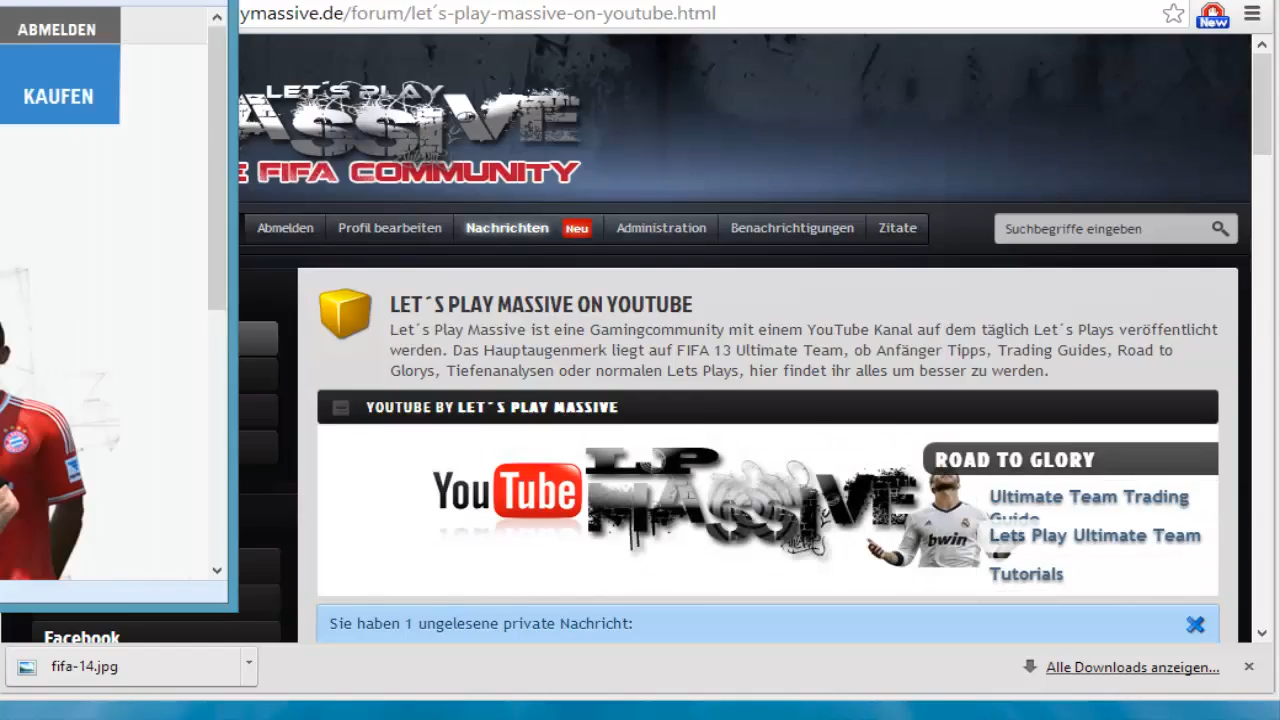 ABMELDEN
KAUFEN
ymassive.de/forum/let´s-play-massive-on-youtube.html
New
LET´S PLAY
ASSIVE
E FIFA COMMUNITY
Abmelden Profil bearbeiten Nachrichten Neu Administration Benachrichtigungen Zitate
Suchbegriffe eingeben
LET´S PLAY MASSIVE ON YOUTUBE
Let´s Play Massive ist eine Gamingcommunity mit einem YouTube Kanal auf dem täglich Let´s Plays veröffentlicht
werden. Das Hauptaugenmerk liegt auf FIFA 13 Ultimate Team, ob Anfänger Tipps, Trading Guides, Road to
Glorys, Tiefenanalysen oder normalen Lets Plays, hier findet ihr alles um besser zu werden.
YOUTUBE BY LET´S PLAY MASSIVE
YouTube
LP
MASSIVE
bwin
ROAD TO GLORY
Ultimate Team Trading
Guide
Lets Play Ultimate Team
Tutorials
Sie haben 1 ungelesene private Nachricht:
Facebook
fifa-14.jpg
Alle Downloads anzeigen...